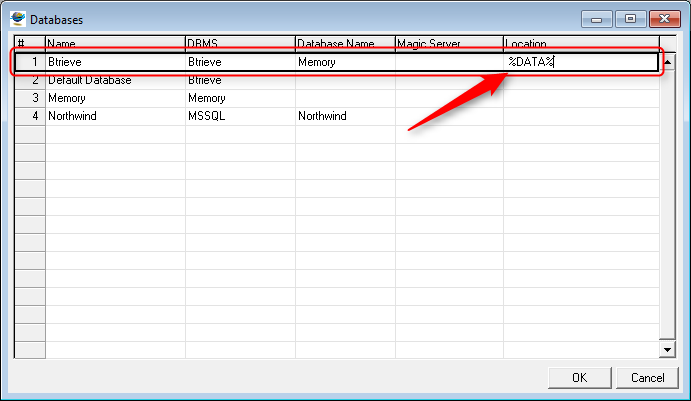 Databases
# Name DBMS Database Name Magic Server Location
1 Btrieve Btrieve Memory %DATA%
2 Default Database Btrieve
3 Memory Memory
4 Northwind MSSQL Northwind
OK Cancel